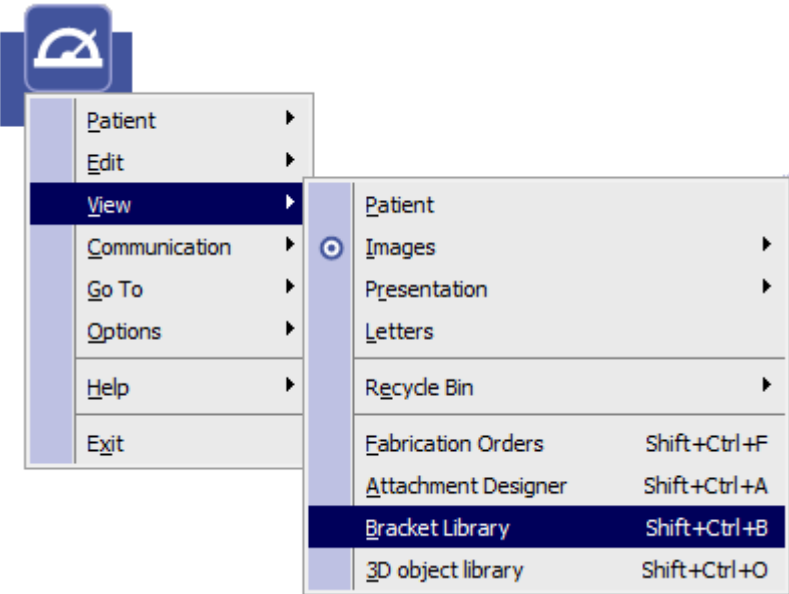 Patient
Edit
View
Communication
Go To
Options
Help
Exit
Patient
Images
Presentation
Letters
Recycle Bin
Fabrication Orders Shift+Ctrl+F
Attachment Designer Shift+Ctrl+A
Bracket Library Shift+Ctrl+B
3D object library Shift+Ctrl+O